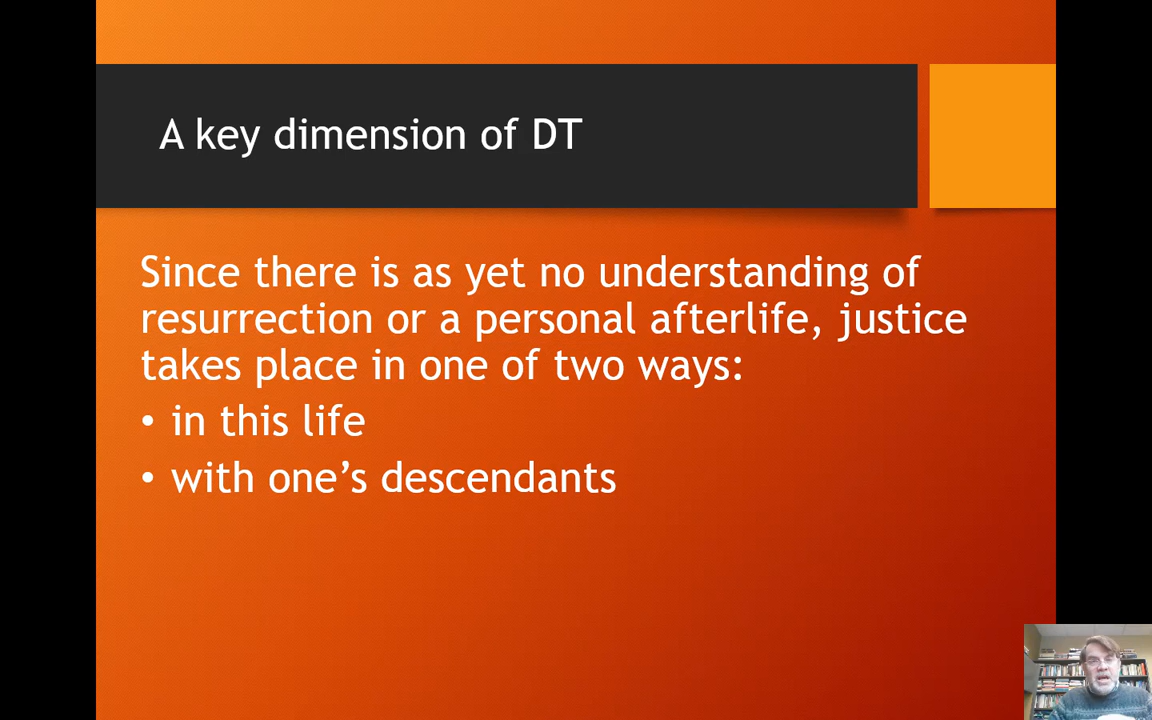 A key dimension of DT
Since there is as yet no understanding of
resurrection or a personal afterlife, justice
takes place in one of two ways:
• in this life
• with one’s descendants